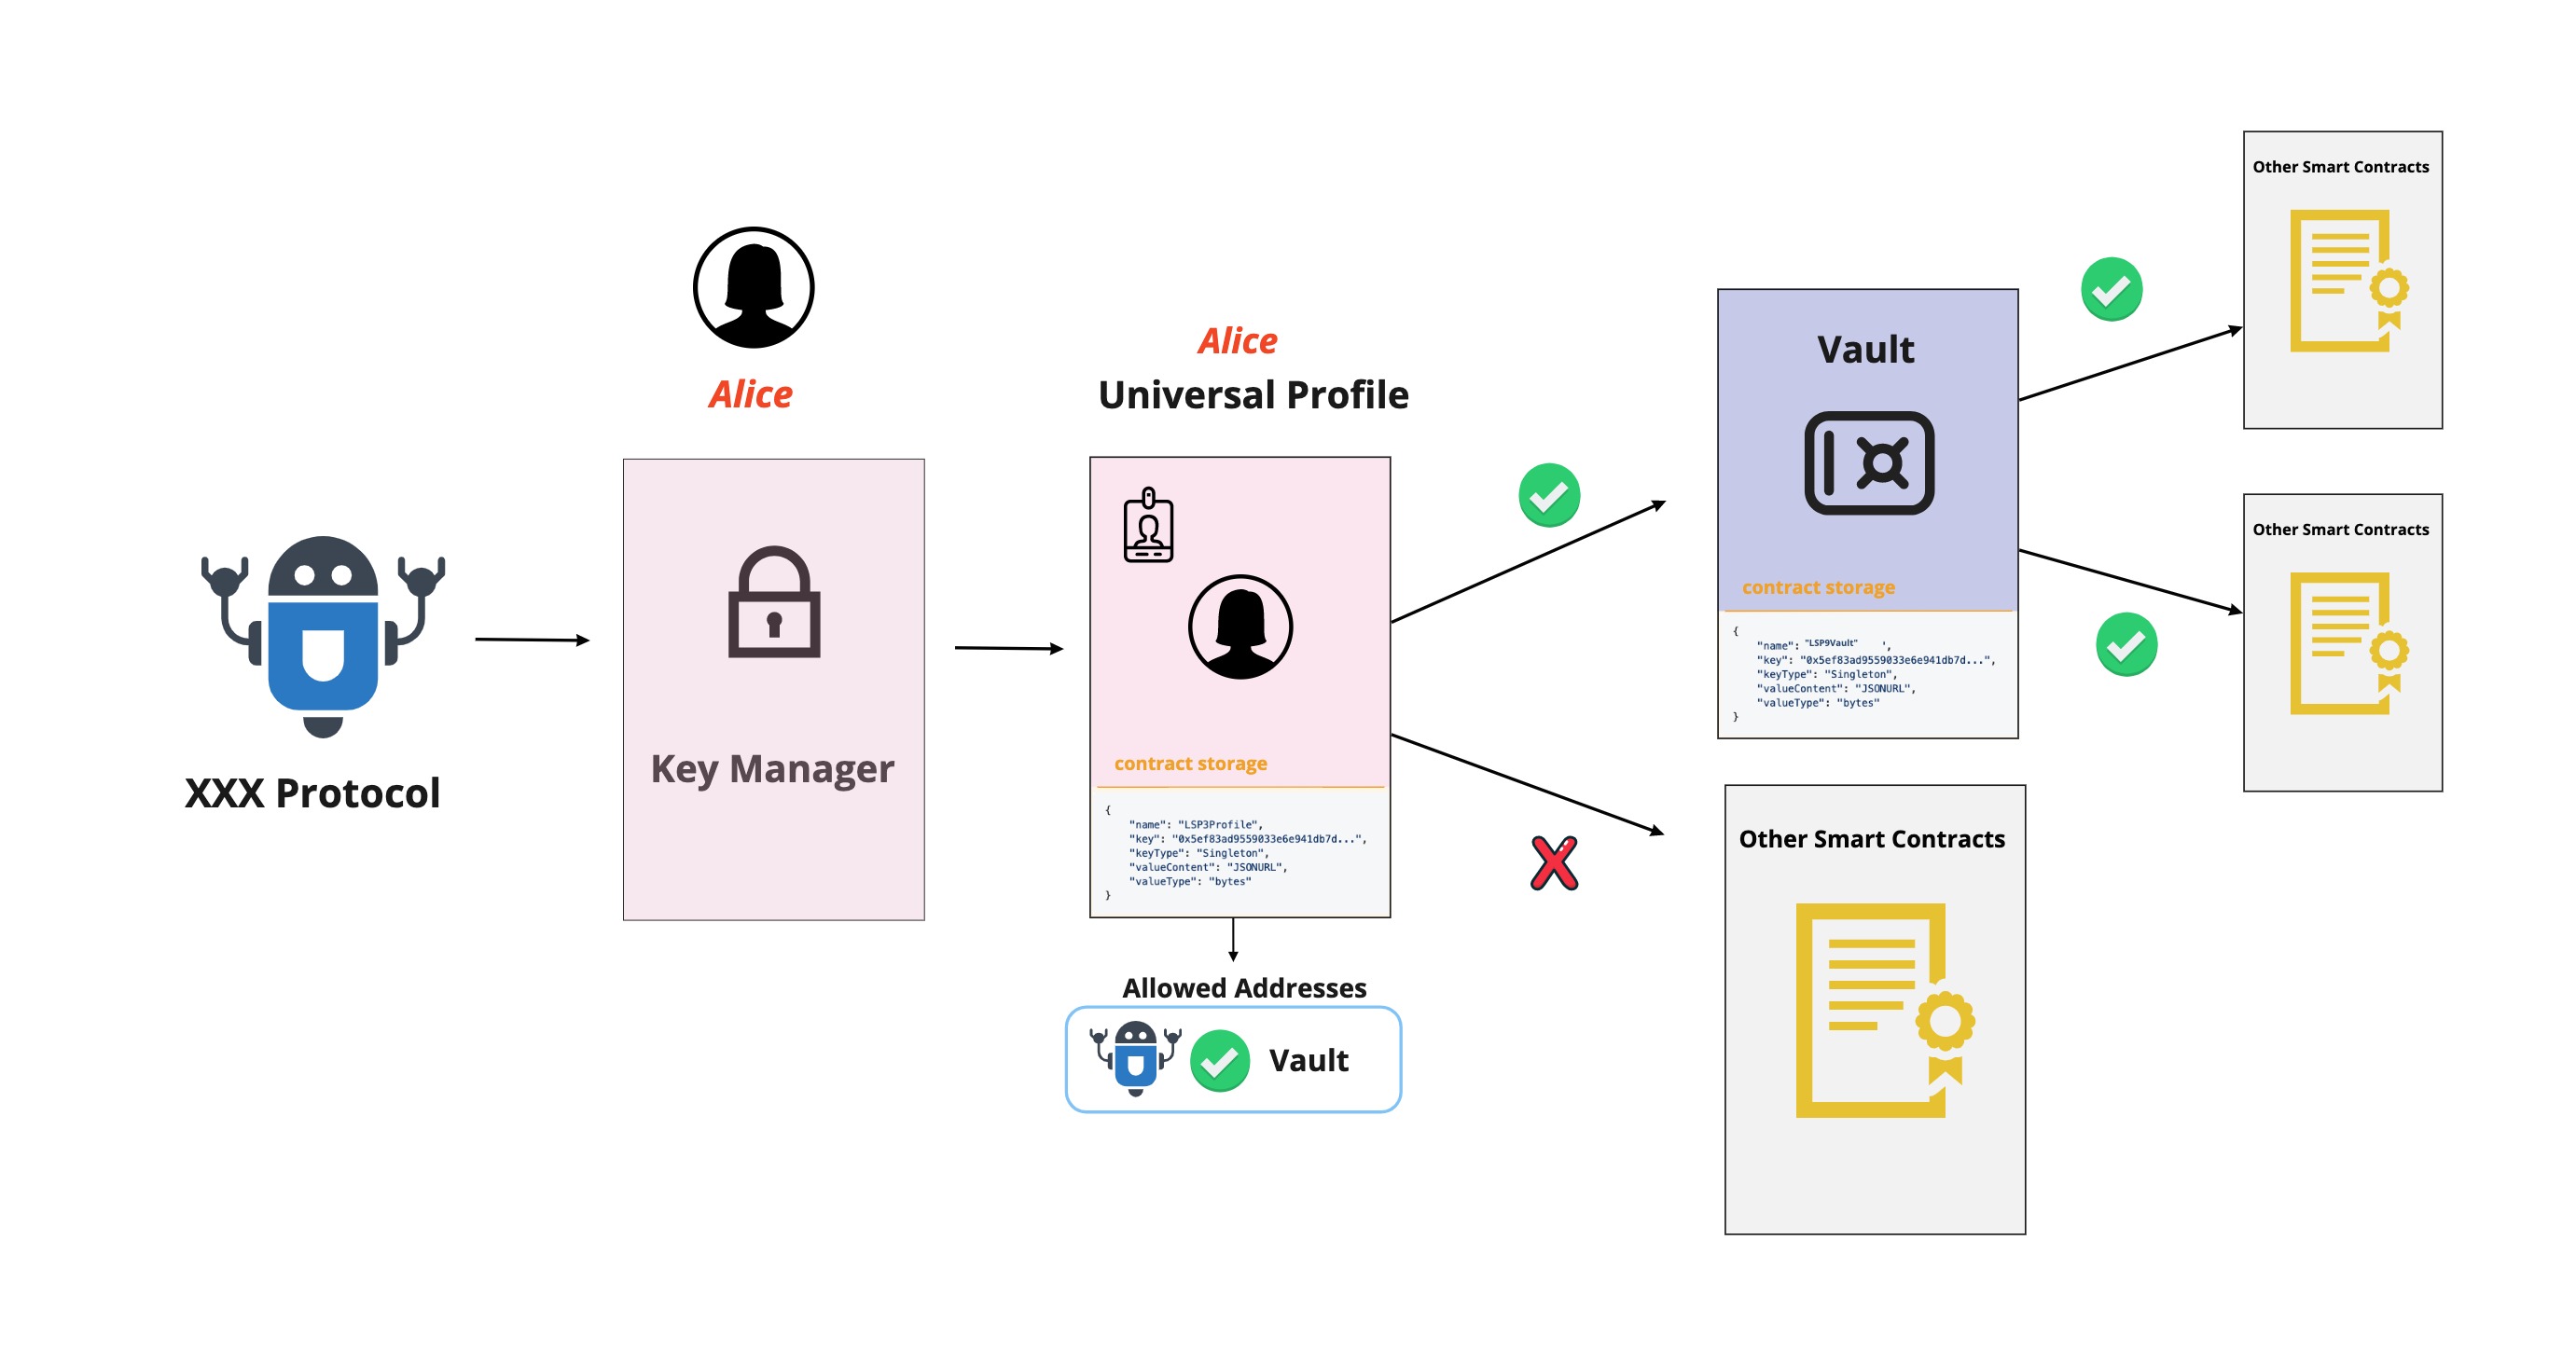 XXX Protocol
Alice
Key Manager
Alice
Universal Profile
contract storage
{
"name": "LSP3Profile",
"key": "0x5ef83ad9559033e6e941db7d...",
"keyType": "Singleton",
"valueContent": "JSONURL",
"valueType": "bytes"
}
Allowed Addresses
Vault
Vault
contract storage
{
"name": "LSP9Vault" ',
"key": "0x5ef83ad9559033e6e941db7d...",
"keyType": "Singleton",
"valueContent": "JSONURL",
"valueType": "bytes"
}
Other Smart Contracts
Other Smart Contracts
Other Smart Contracts